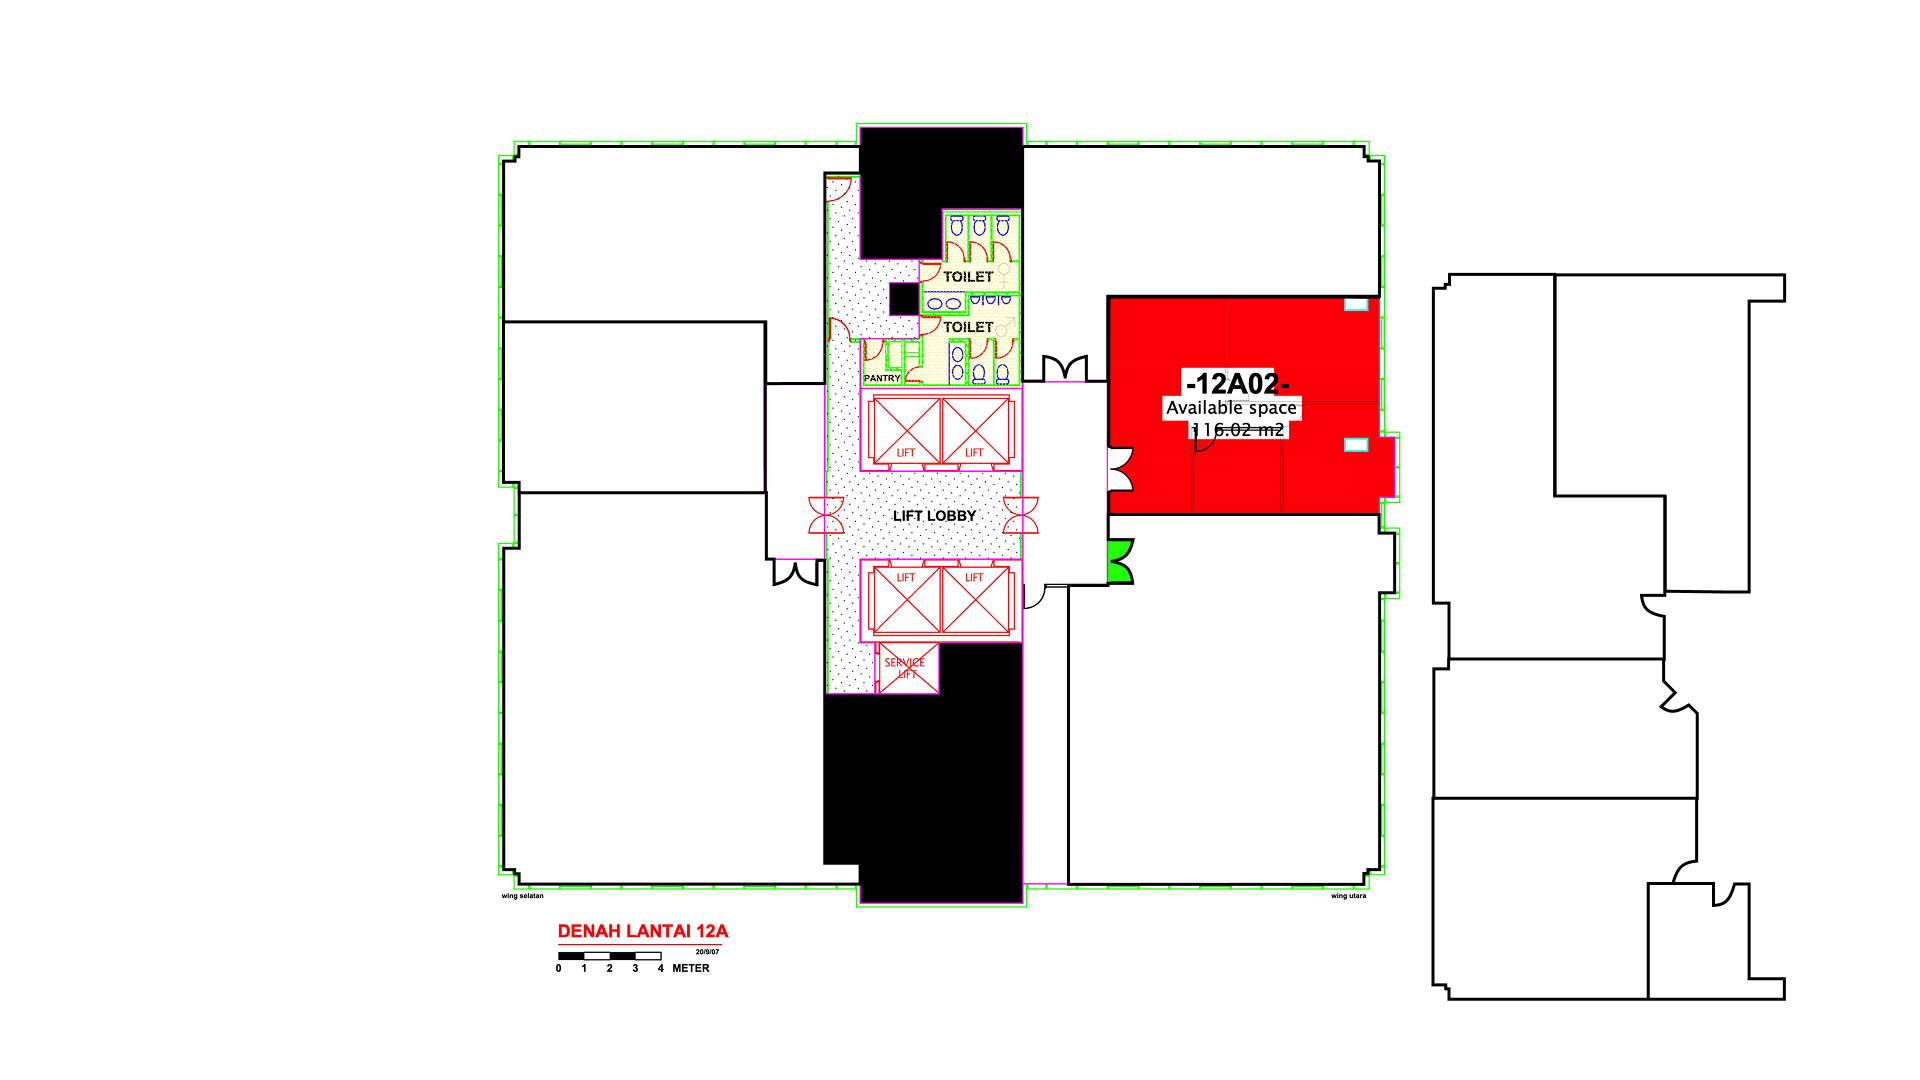 TOILET
TOILET
PANTRY
-12A02-
Available space
116.02 m2
LIFT
LIFT
LIFT LOBBY
LIFT
LIFT
SERVICE
LIFT
wing selatan
wing utara
DENAH LANTAI 12A
20/9/07
0 1 2 3 4 METER